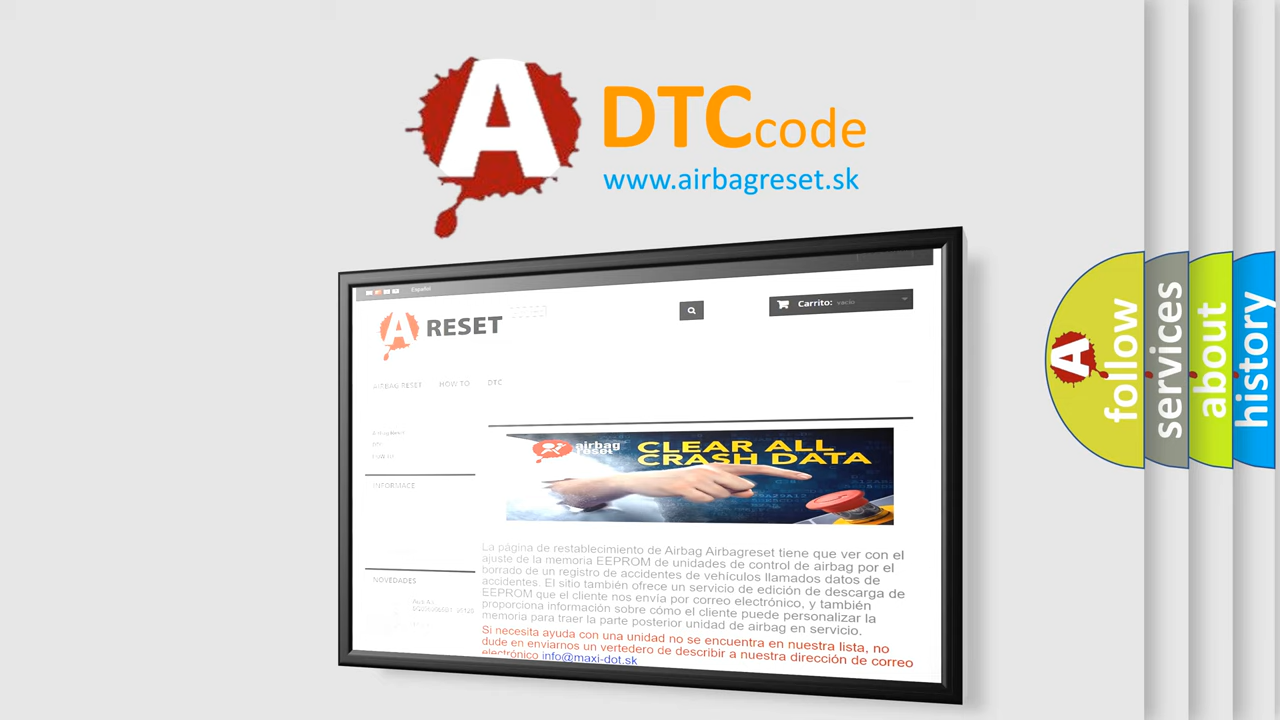 A DTCcode
www.airbagreset.sk
Español
A RESET
Carrito: vacío
AIRBAG RESET HOW TO DTC
INFORMACE
NOVEDADES
airbag
reset
CLEAR ALL
CRASH DATA
La página de restablecimiento de Airbag Airbagreset tiene que ver con el
ajuste de la memoria EEPROM de unidades de control de airbag por el
borrado de un registro de accidentes de vehículos llamados datos de
accidentes. El sitio también ofrece un servicio de edición de descarga de
EEPROM que el cliente nos envía por correo electrónico, y también
proporciona información sobre cómo el cliente puede personalizar la
memoria para traer la parte posterior unidad de airbag en servicio.
Si necesita ayuda con una unidad no se encuentra en nuestra lista, no
dude en enviarnos un vertedero de describir a nuestra dirección de correo
electrónico info@maxi-dot.sk
A
follow
services
about
history